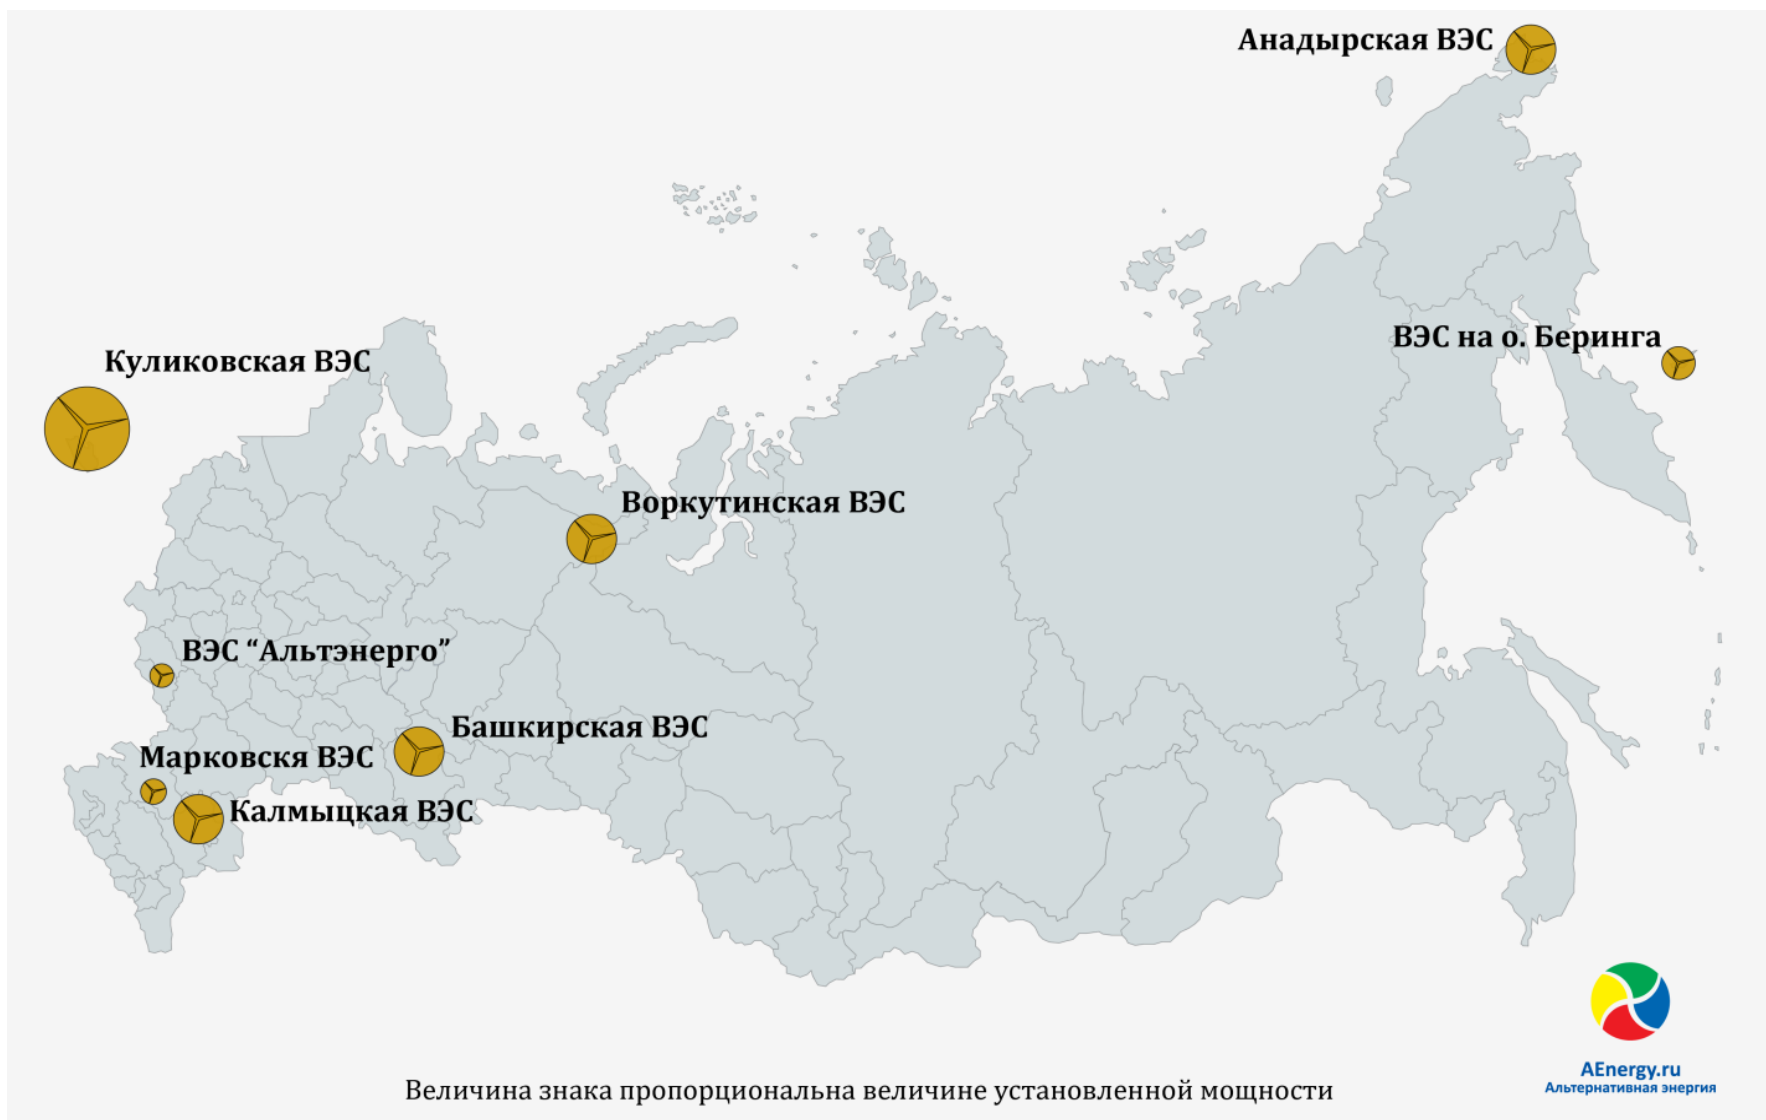 Анадырская ВЭС
ВЭС на о. Беринга
Куликовская ВЭС
Воркутинская ВЭС
ВЭС “Альтэнерго”
Башкирская ВЭС
Марковскя ВЭС
Калмыцкая ВЭС
AEnergy.ru
Альтернативная энергия
Величина знака пропорциональна величине установленной мощности